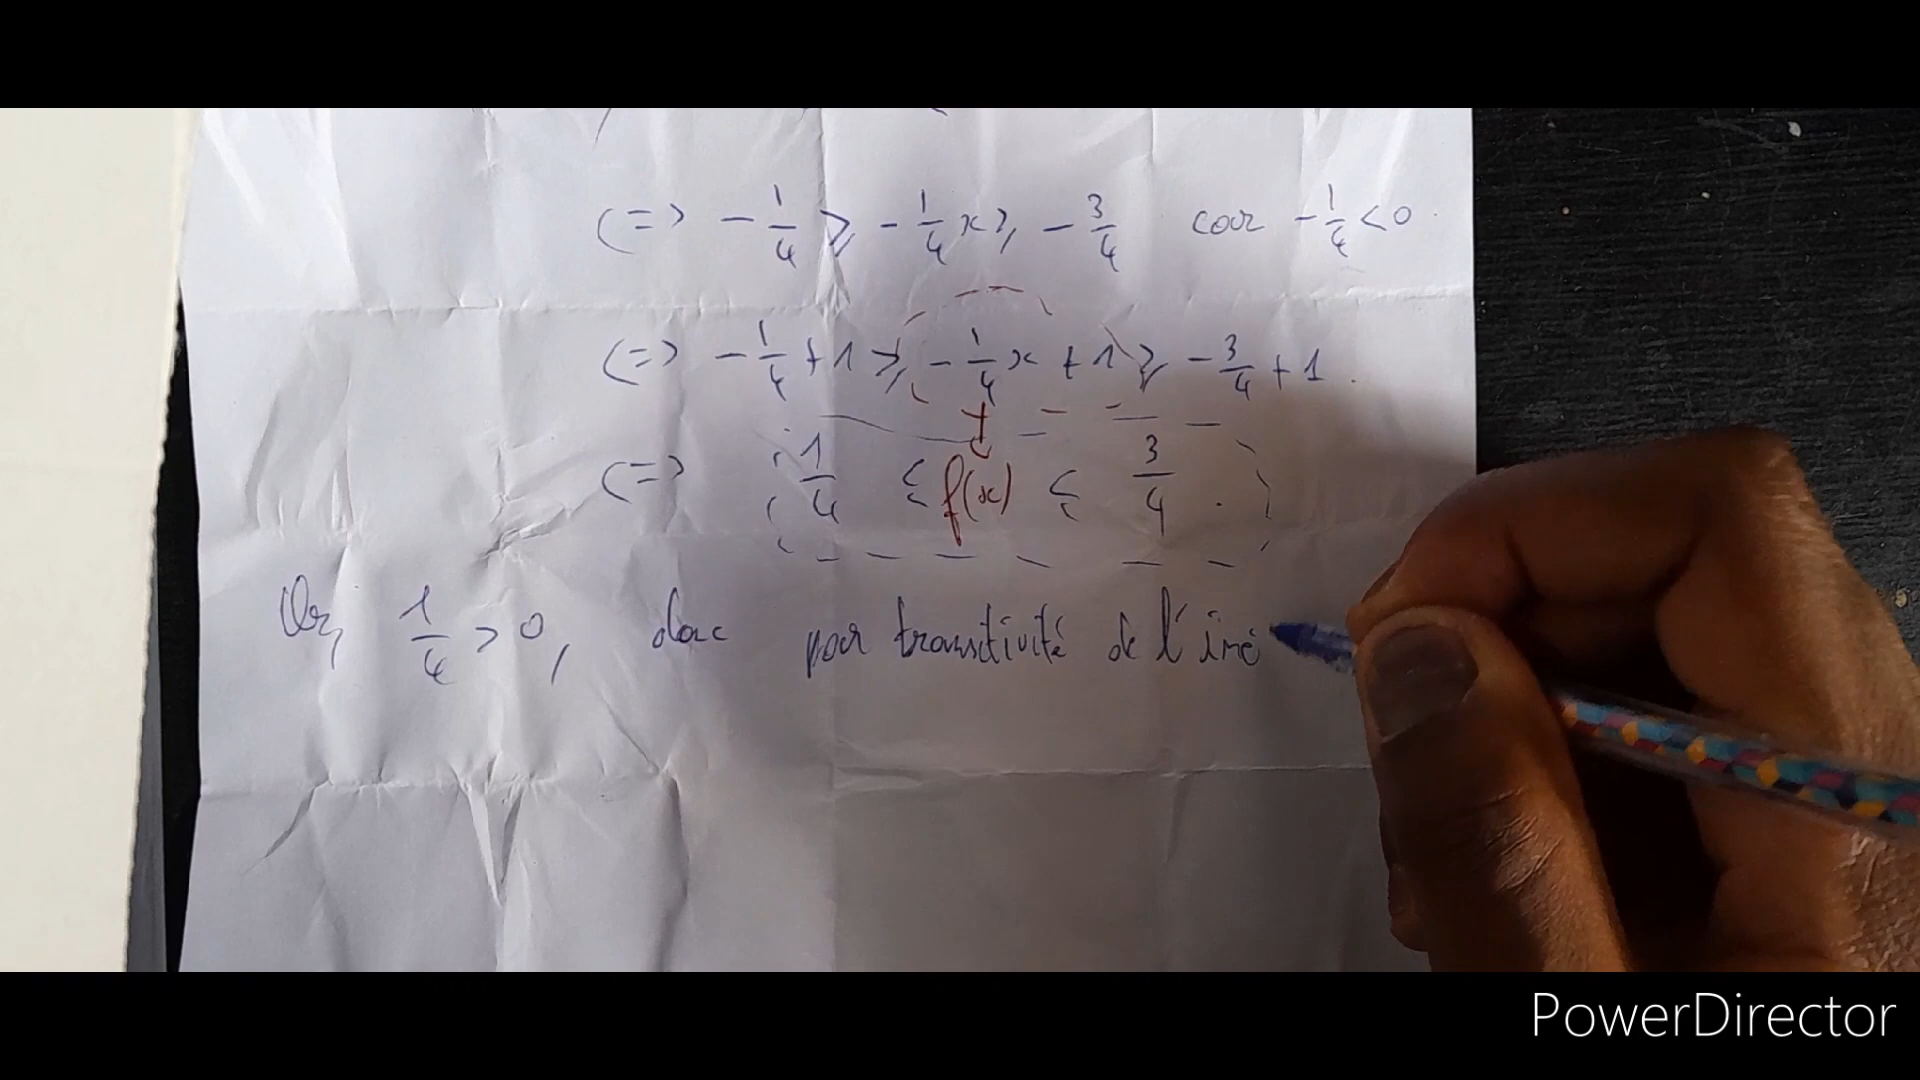 (=> - 1/4 ⩾ - 1/4 x ⩾ - 3/4 car - 1/4 < 0.
(=> - 1/4 + 1 ⩾ - 1/4 x + 1 ⩾ - 3/4 + 1.
(=> 1/4 ⩽ f(x) ⩽ 3/4.
Or, 1/4 > 0, donc par transitivité de l'iné
PowerDirector